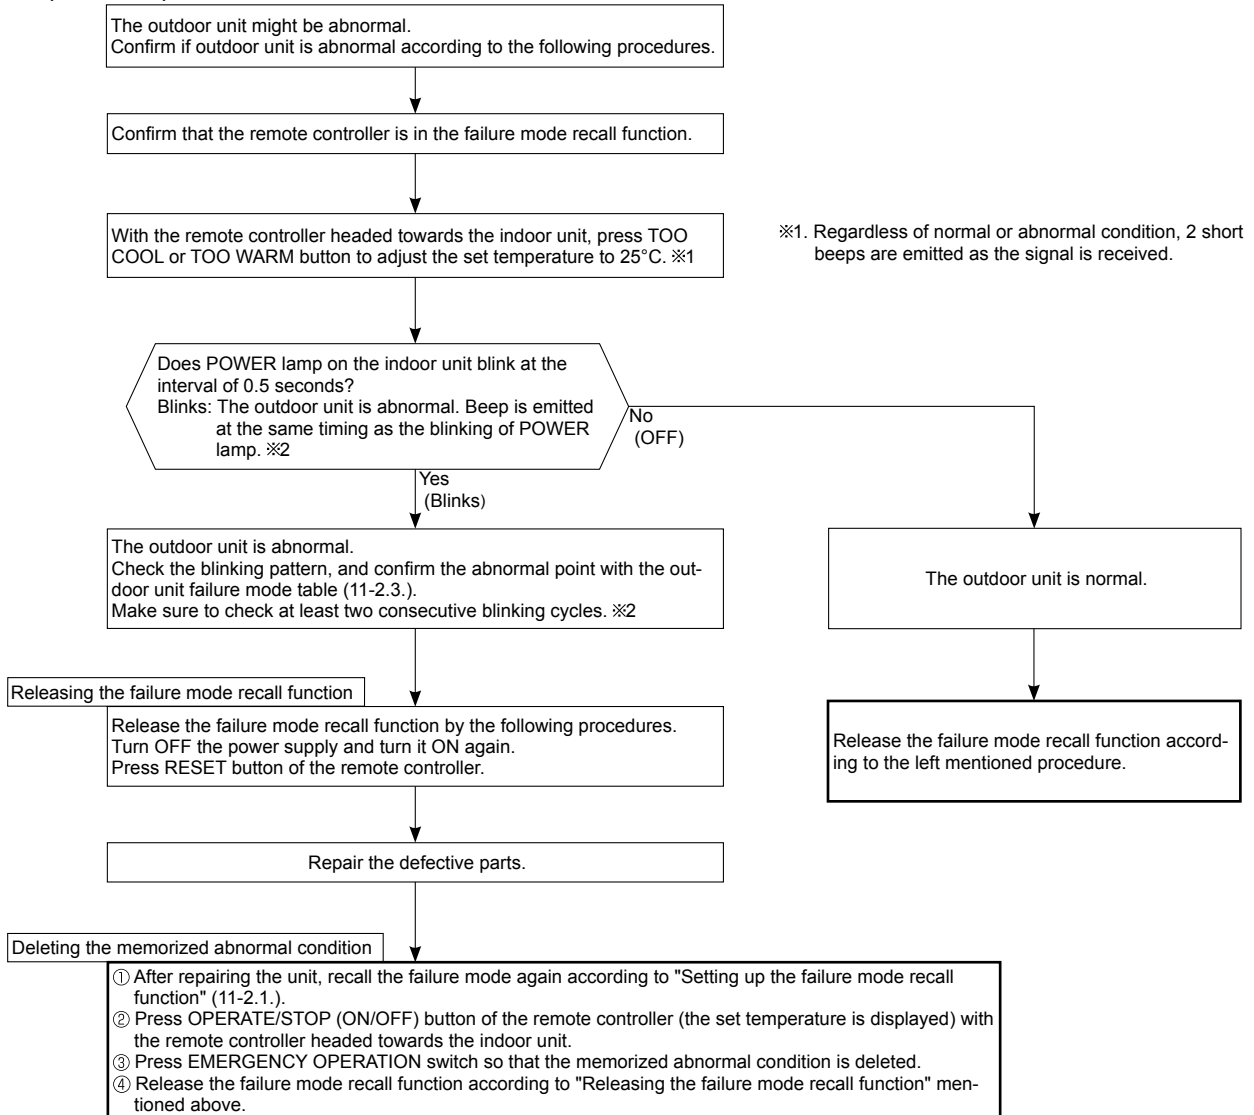 The outdoor unit might be abnormal.
Confirm if outdoor unit is abnormal according to the following procedures.
Confirm that the remote controller is in the failure mode recall function.
With the remote controller headed towards the indoor unit, press TOO
COOL or TOO WARM button to adjust the set temperature to 25°C. ※1
※1. Regardless of normal or abnormal condition, 2 short
beeps are emitted as the signal is received.
Does POWER lamp on the indoor unit blink at the
interval of 0.5 seconds?
Blinks: The outdoor unit is abnormal. Beep is emitted
at the same timing as the blinking of POWER
lamp. ※2
No
(OFF)
Yes
(Blinks)
The outdoor unit is abnormal.
Check the blinking pattern, and confirm the abnormal point with the out-
door unit failure mode table (11-2.3.).
Make sure to check at least two consecutive blinking cycles. ※2
The outdoor unit is normal.
Releasing the failure mode recall function
Release the failure mode recall function by the following procedures.
Turn OFF the power supply and turn it ON again.
Press RESET button of the remote controller.
Release the failure mode recall function accord-
ing to the left mentioned procedure.
Repair the defective parts.
Deleting the memorized abnormal condition
① After repairing the unit, recall the failure mode again according to "Setting up the failure mode recall
function" (11-2.1.).
② Press OPERATE/STOP (ON/OFF) button of the remote controller (the set temperature is displayed) with
the remote controller headed towards the indoor unit.
③ Press EMERGENCY OPERATION switch so that the memorized abnormal condition is deleted.
④ Release the failure mode recall function according to "Releasing the failure mode recall function" men-
tioned above.